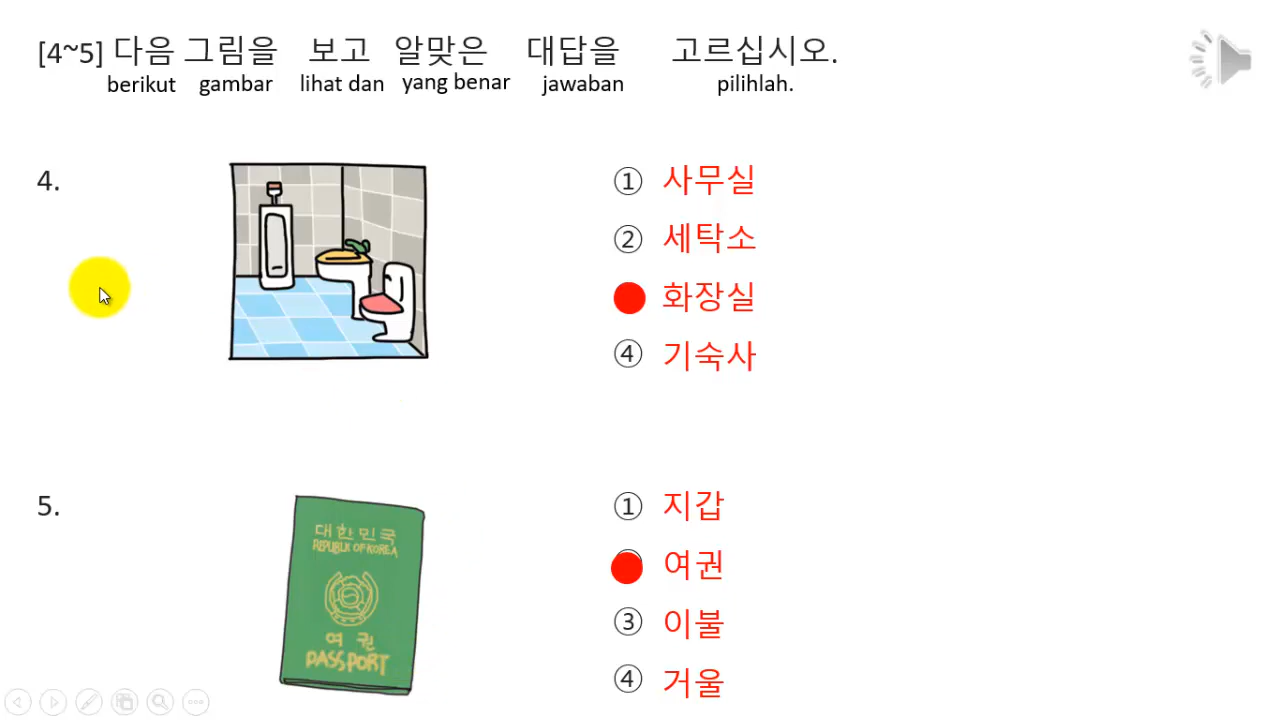 [4~5] 다음 그림을 보고 알맞은 대답을 고르십시오.
berikut gambar lihat dan yang benar jawaban pilihlah.
4.
① 사무실
② 세탁소
화장실
④ 기숙사
5.
대한민국
REPUBLIK OF KOREA
여권
PASSPORT
① 지갑
여권
③ 이불
④ 거울